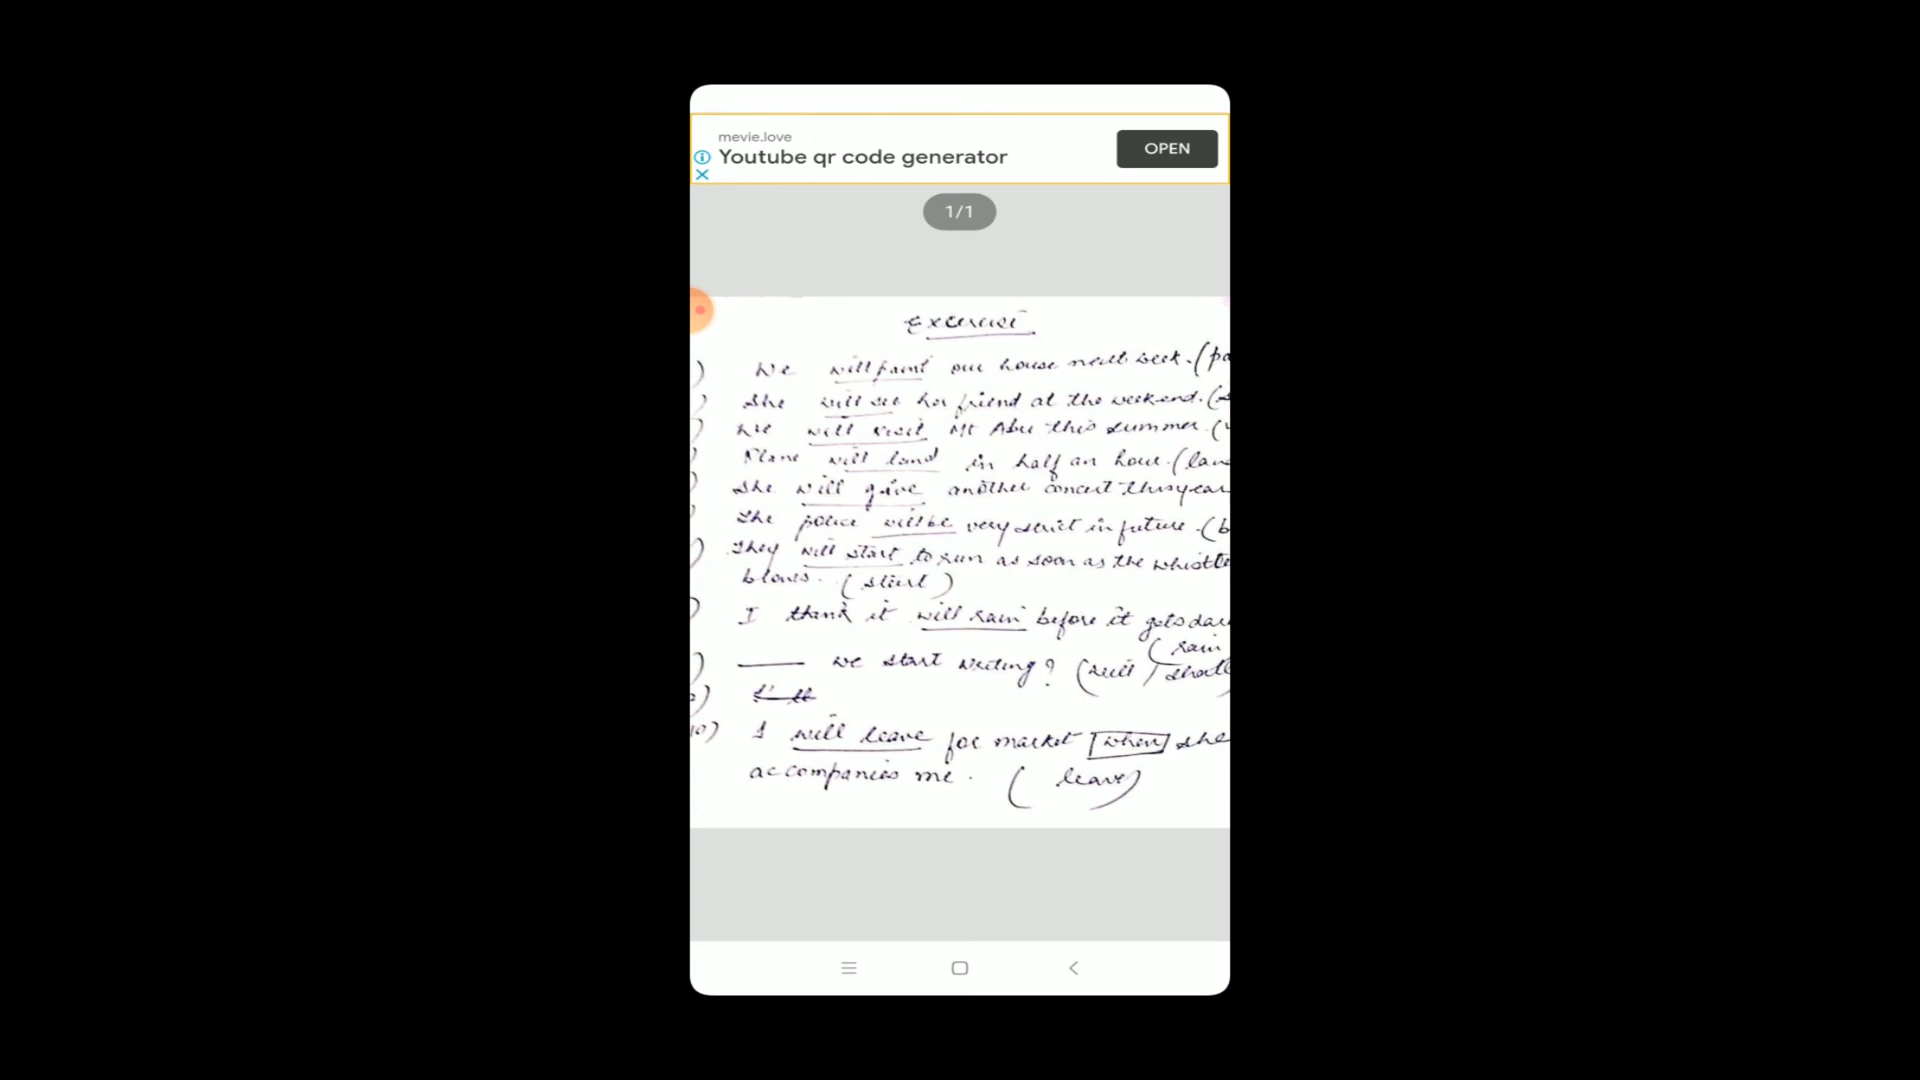 mevie.love
Youtube qr code generator
OPEN
1/1
Excercise
) We will paint our house next week. (pa
) She will see her friend at the weekend. (s
) We will visit Mt Abu this summer. (v
) Plane will land in half an hour. (lan
) She will give another concert this year
) The police will be very strict in future. (b
) They will start to run as soon as the whistle
blows. (start)
) I think it will rain before it gets dar
(rain
) ____ we start writing? (will / shall
)
10) I will leave for market when she
accompanies me. (leave)